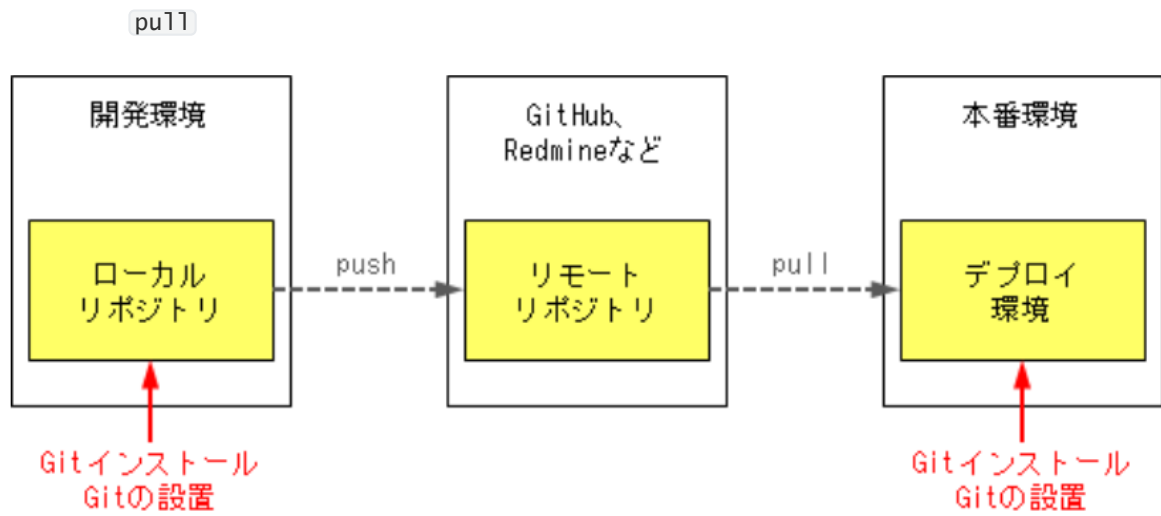 pull
開発環境
GitHub、
Redmineなど
本番環境
ローカル
リポジトリ
push
リモート
リポジトリ
pull
デプロイ
環境
Gitインストール
Gitの設置
Gitインストール
Gitの設置